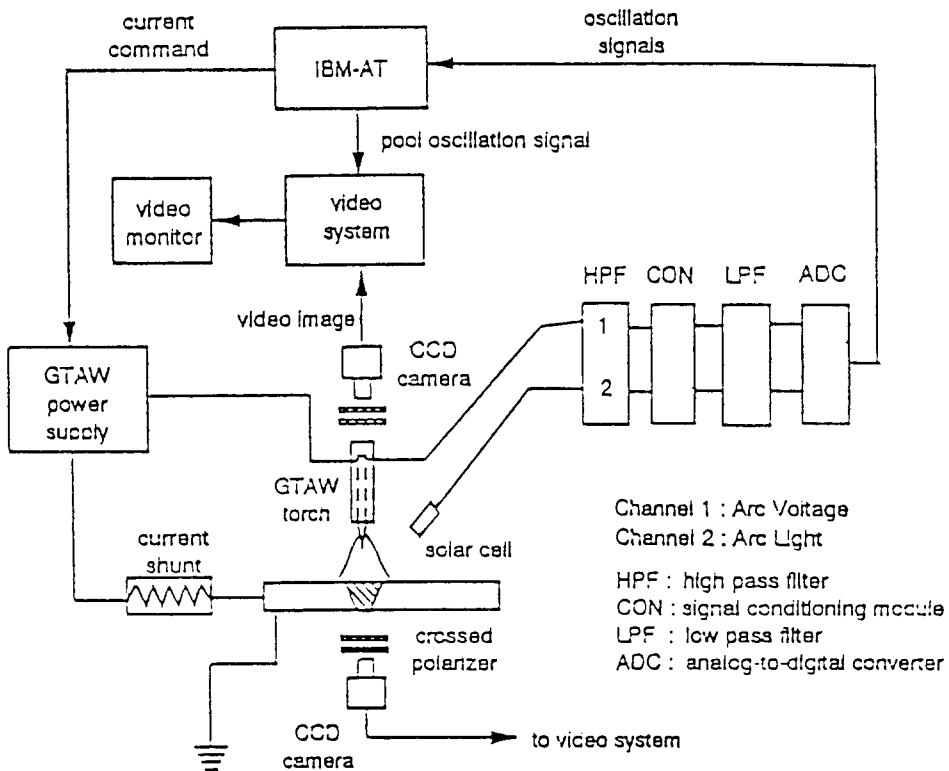 current
command
oscillation
signals
IBM-AT
pool oscillation signal
video
monitor
video
system
HPF
CON
LPF
ADC
video image
CCD
camera
1
2
GTAW
power
supply
GTAW
torch
solar cell
current
shunt
Channel 1 : Arc Voltage
Channel 2 : Arc Light
HPF : high pass filter
CON : signal conditioning module
LPF : low pass filter
ADC : analog-to-digital converter
crossed
polarizer
CCD
camera
to video system